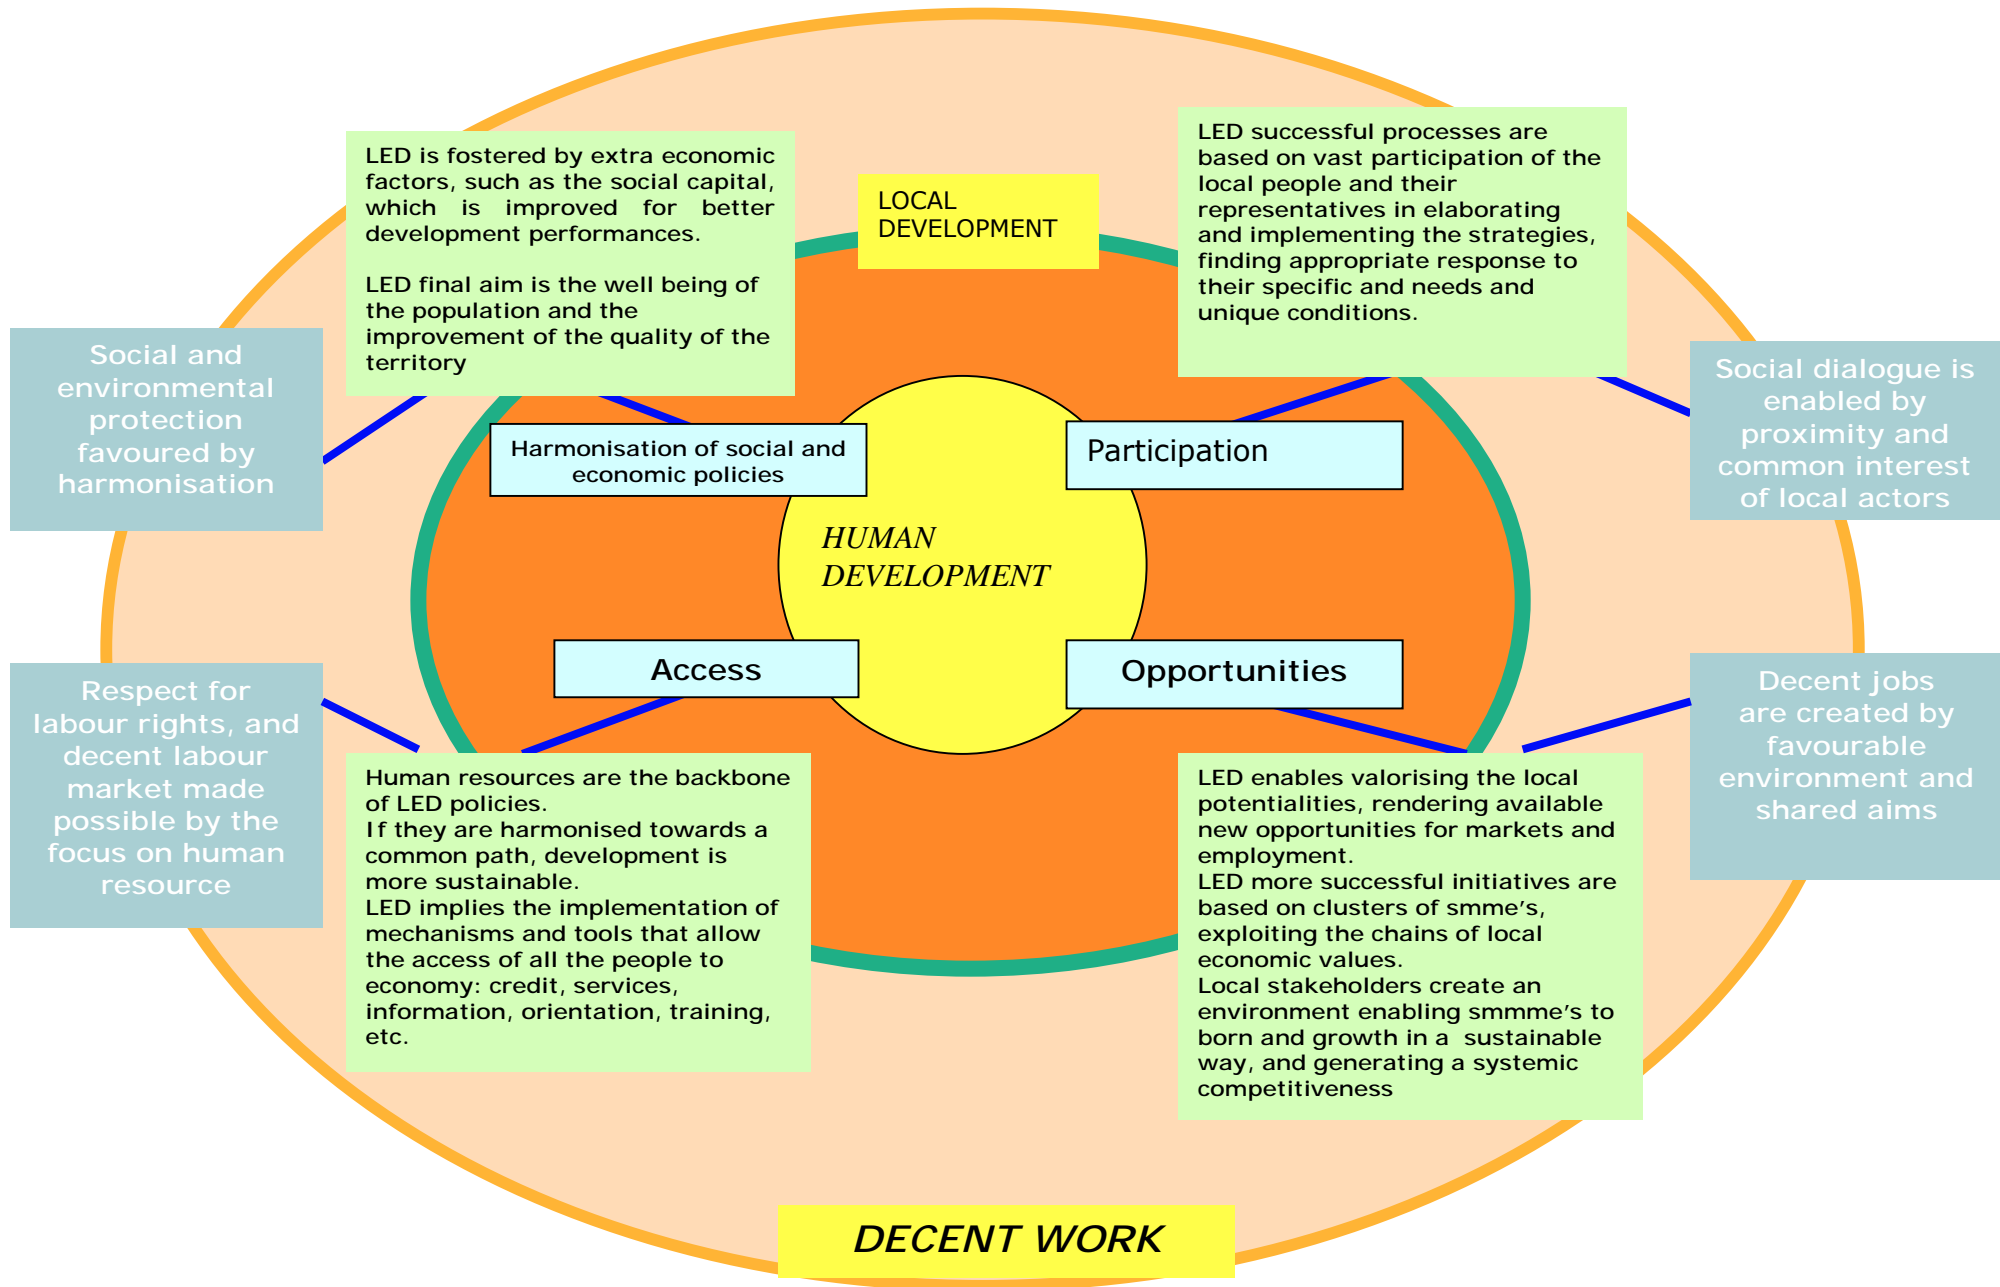 LED is fostered by extra economic
factors, such as the social capital,
which is improved for better
development performances.
LED final aim is the well being of
the population and the
improvement of the quality of the
territory
LOCAL
DEVELOPMENT
LED successful processes are
based on vast participation of the
local people and their
representatives in elaborating
and implementing the strategies,
finding appropriate response to
their specific and needs and
unique conditions.
Social and
environmental
protection
favoured by
harmonisation
Social dialogue is
enabled by
proximity and
common interest
of local actors
Harmonisation of social and
economic policies
Participation
HUMAN
DEVELOPMENT
Access
Opportunities
Respect for
labour rights, and
decent labour
market made
possible by the
focus on human
resource
Decent jobs
are created by
favourable
environment and
shared aims
Human resources are the backbone
of LED policies.
If they are harmonised towards a
common path, development is
more sustainable.
LED implies the implementation of
mechanisms and tools that allow
the access of all the people to
economy: credit, services,
information, orientation, training,
etc.
LED enables valorising the local
potentialities, rendering available
new opportunities for markets and
employment.
LED more successful initiatives are
based on clusters of smme's,
exploiting the chains of local
economic values.
Local stakeholders create an
environment enabling smmme's to
born and growth in a sustainable
way, and generating a systemic
competitiveness
DECENT WORK